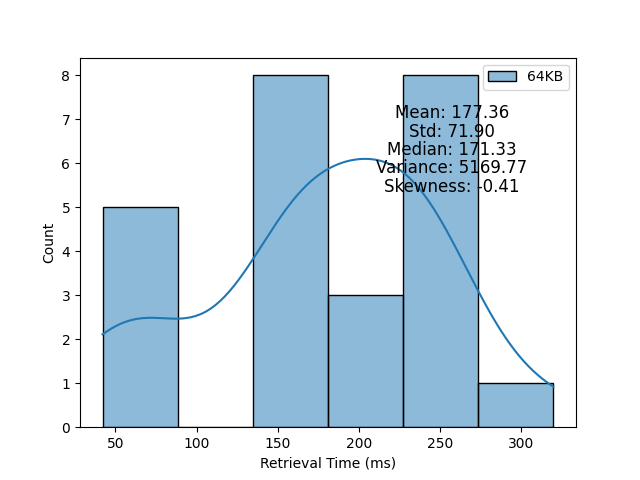 64KB
Mean: 177.36
Std: 71.90
Median: 171.33
Variance: 5169.77
Skewness: -0.41
Count
8
7
6
5
4
3
2
1
0
50 100 150 200 250 300
Retrieval Time (ms)